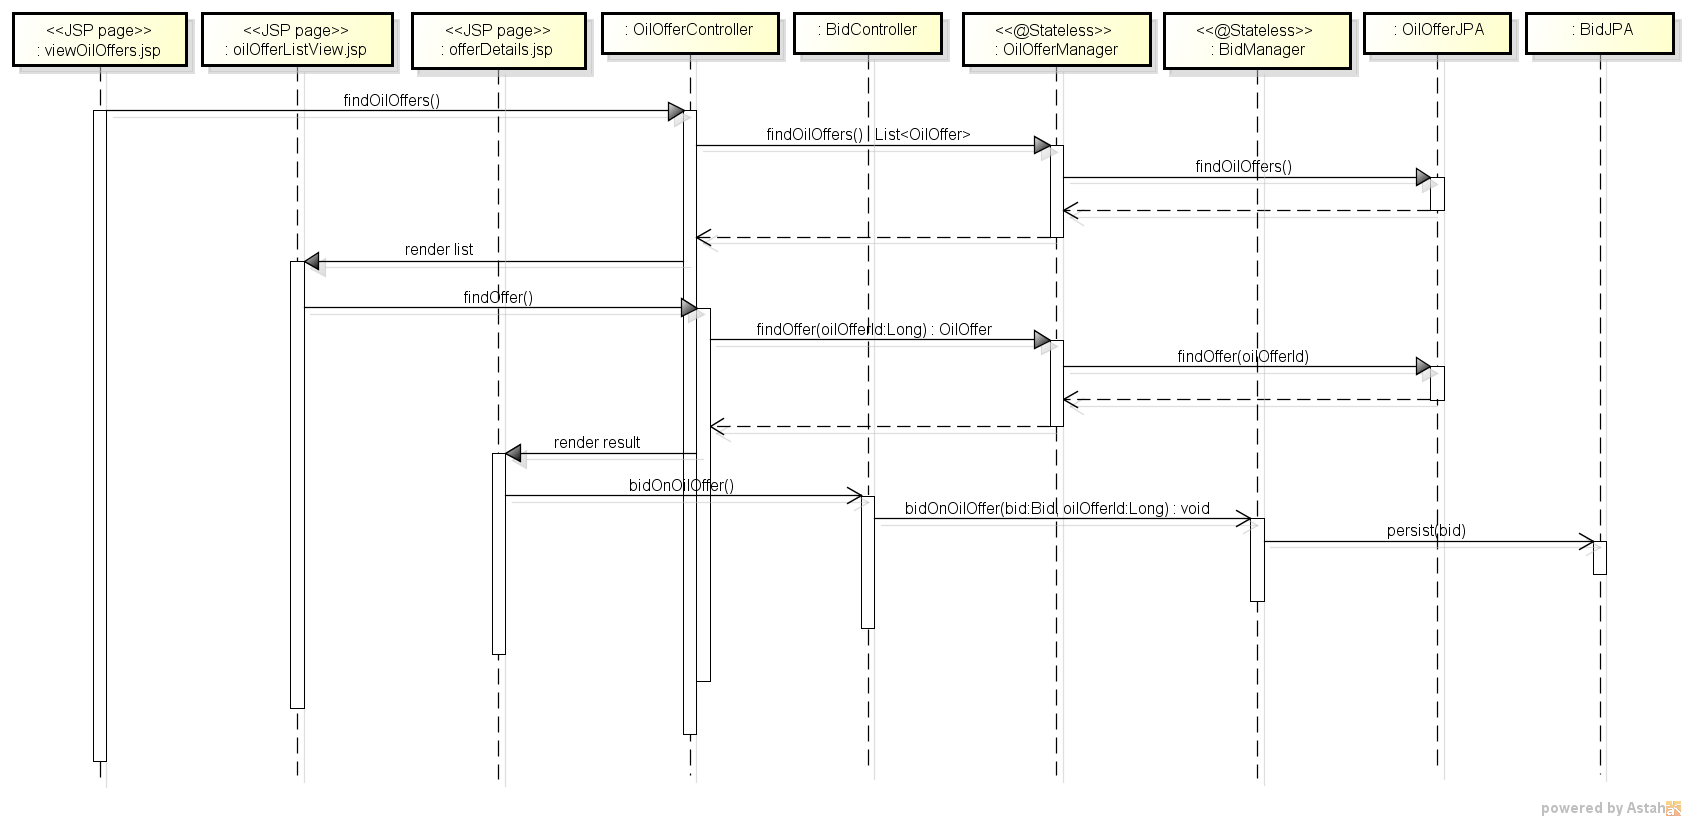 <<JSP page>>
: viewOilOffers.jsp
<<JSP page>>
: oilOfferListView.jsp
<<JSP page>>
: offerDetails.jsp
: OilOfferController
: BidController
<<@Stateless>>
: OilOfferManager
<<@Stateless>>
: BidManager
: OilOfferJPA
: BidJPA
findOilOffers()
findOilOffers() : List<OilOffer>
findOilOffers()
render list
findOffer()
findOffer(oilOfferId:Long) : OilOffer
findOffer(oilOfferId)
render result
bidOnOilOffer()
bidOnOilOffer(bid:Bid, oilOfferId:Long) : void
persist(bid)
powered by Astah